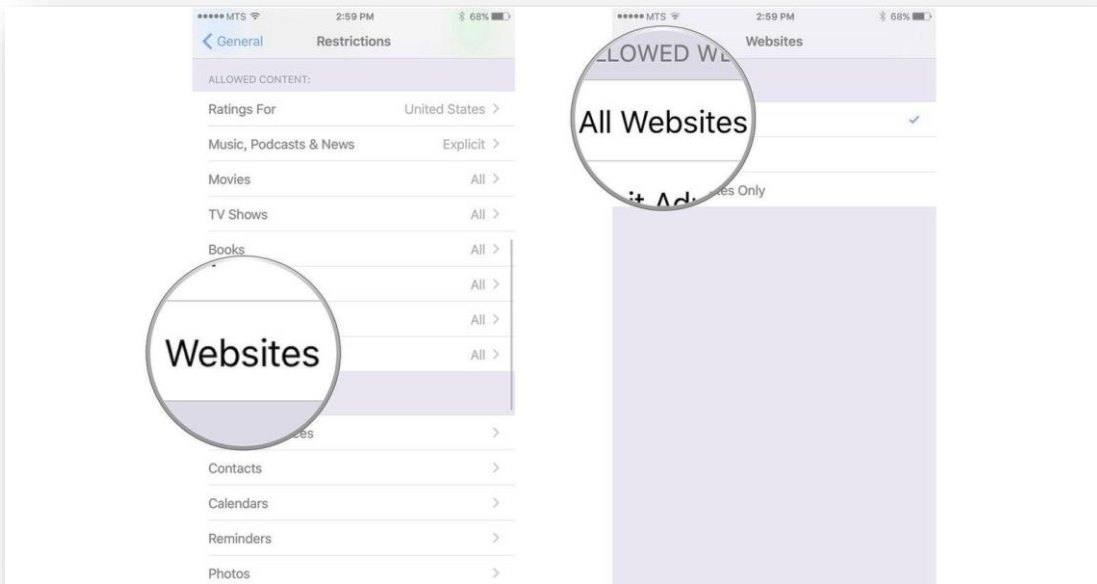 MTS 2:59 PM 68%
General Restrictions
ALLOWED CONTENT:
Ratings For United States
Music, Podcasts & News Explicit
Movies All
TV Shows All
Books All
All
All
Websites All
Contacts
Calendars
Reminders
Photos
MTS 2:59 PM 68%
Websites
All Websites
Only